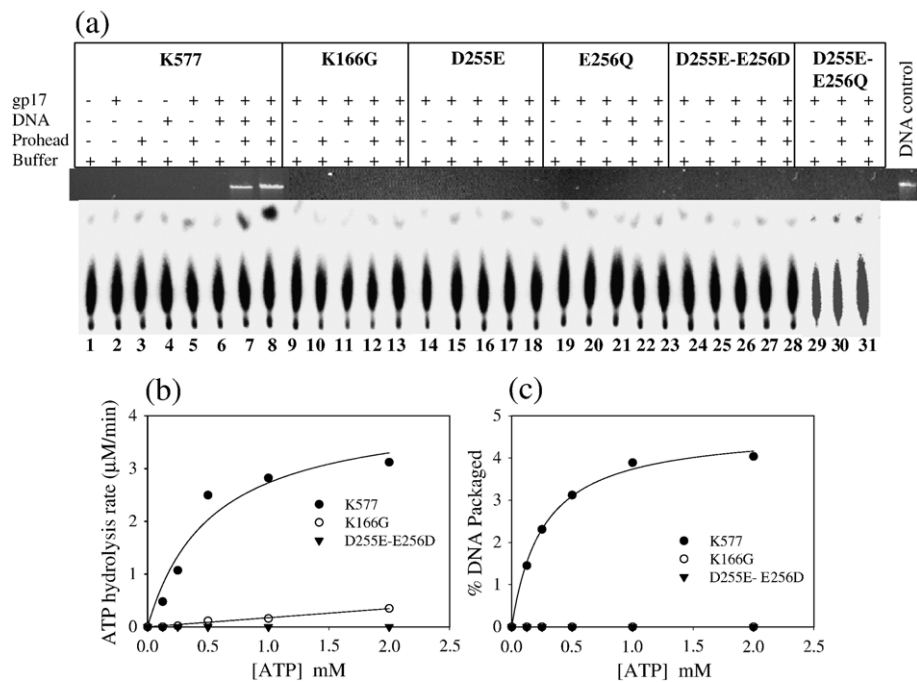 (a)
K577 K166G D255E E256Q D255E-E256D D255E-
E256Q
DNA control
gp17 - + - - + + + + + + + + + + + + + + + + + + + + + + + + + + +
DNA - - - + - + + + - - + + + - - + + + - - + + + - - + + + - + +
Prohead - - + - + - + + - + - + + - + - + + - + - + + - + - + + - + +
Buffer + + + + + + + + + + + + + + + + + + + + + + + + + + + + + + +
1 2 3 4 5 6 7 8 9 10 11 12 13 14 15 16 17 18 19 20 21 22 23 24 25 26 27 28 29 30 31
(b)
ATP hydrolysis rate (μM/min)
4
3
2
1
0
K577
K166G
D255E-E256D
0.0 0.5 1.0 1.5 2.0 2.5
[ATP] mM
(c)
% DNA Packaged
5
4
3
2
1
0
K577
K166G
D255E- E256D
0.0 0.5 1.0 1.5 2.0 2.5
[ATP] mM